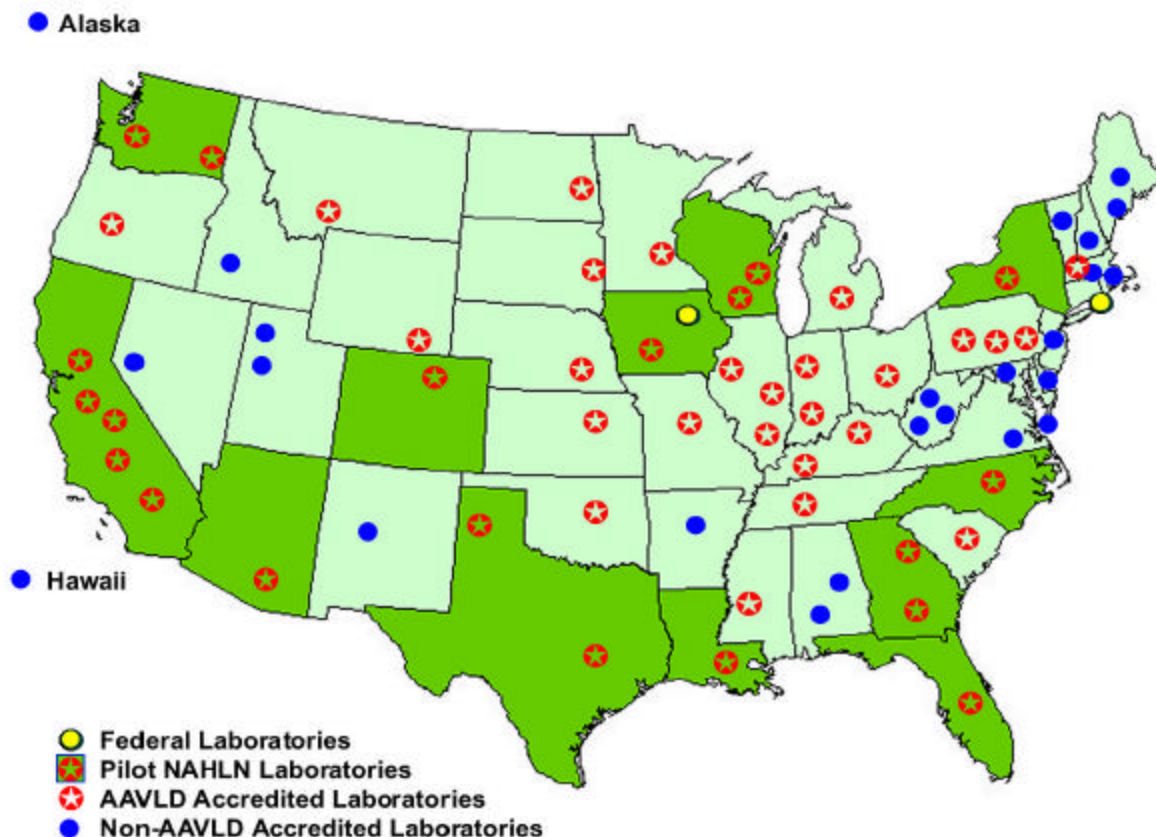 Alaska
Hawaii
Federal Laboratories
Pilot NAHLN Laboratories
AAVLD Accredited Laboratories
Non-AAVLD Accredited Laboratories